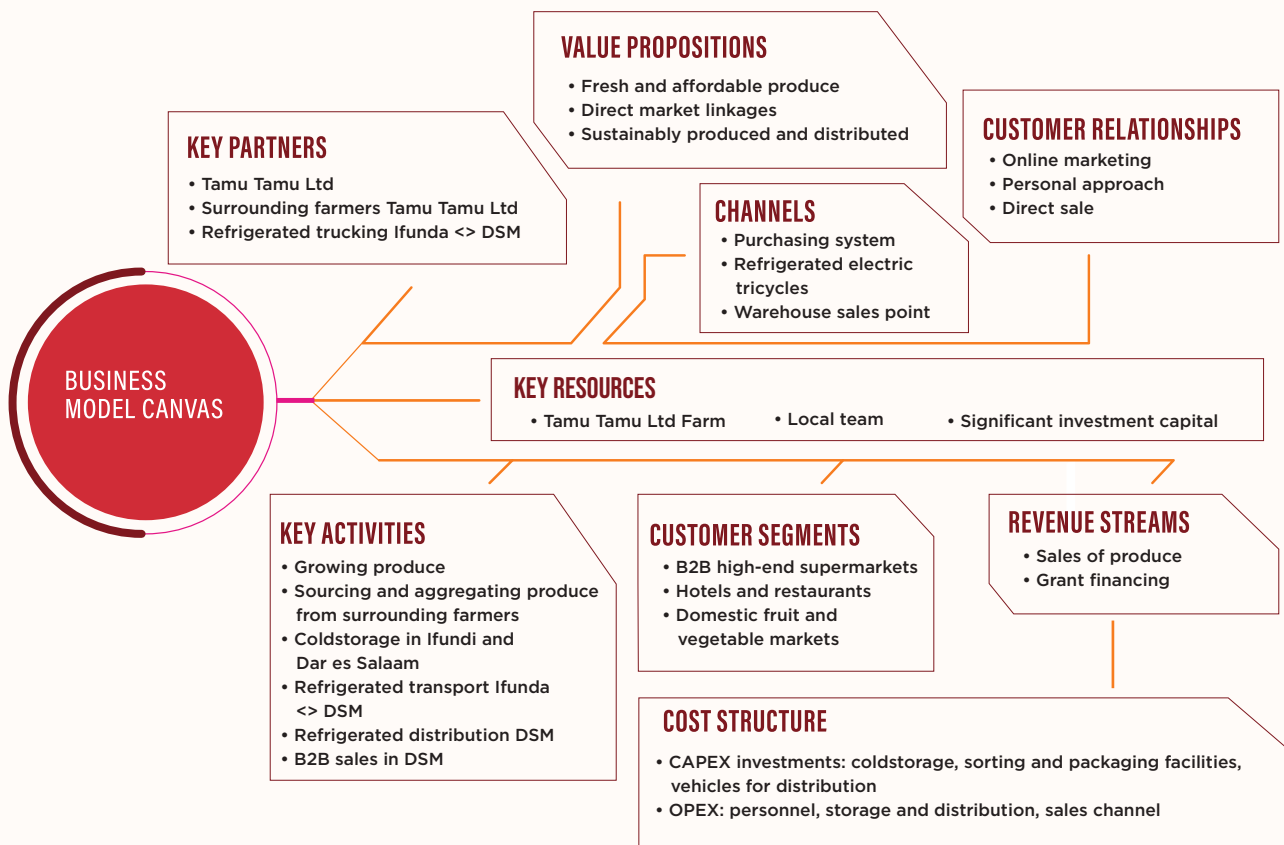 VALUE PROPOSITIONS
• Fresh and affordable produce
• Direct market linkages
• Sustainably produced and distributed
KEY PARTNERS
• Tamu Tamu Ltd
• Surrounding farmers Tamu Tamu Ltd
• Refrigerated trucking Ifunda <> DSM
CUSTOMER RELATIONSHIPS
• Online marketing
• Personal approach
• Direct sale
CHANNELS
• Purchasing system
• Refrigerated electric
tricycles
• Warehouse sales point
BUSINESS
MODEL CANVAS
KEY RESOURCES
• Tamu Tamu Ltd Farm
• Local team
• Significant investment capital
KEY ACTIVITIES
• Growing produce
• Sourcing and aggregating produce
from surrounding farmers
• Coldstorage in Ifundi and
Dar es Salaam
• Refrigerated transport Ifunda
<> DSM
• Refrigerated distribution DSM
• B2B sales in DSM
CUSTOMER SEGMENTS
• B2B high-end supermarkets
• Hotels and restaurants
• Domestic fruit and
vegetable markets
REVENUE STREAMS
• Sales of produce
• Grant financing
COST STRUCTURE
• CAPEX investments: coldstorage, sorting and packaging facilities,
vehicles for distribution
• OPEX: personnel, storage and distribution, sales channel